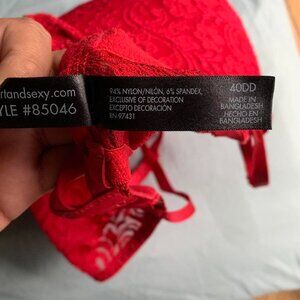 rtandsexy.com
YLE #85046
94% NYLON/NILÓN, 6% SPANDEX,
EXCLUSIVE OF DECORATION
EXCEPTO DECORACIÓN
RN 97431
40DD
MADE IN
BANGLADESH
HECHO EN
BANGLADESH